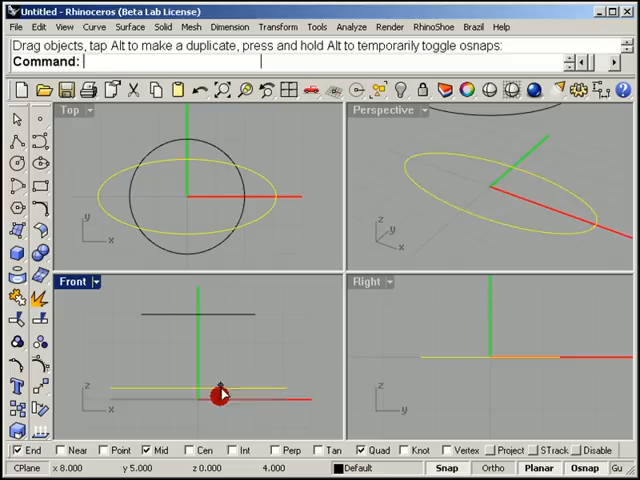 Untitled - Rhinoceros (Beta Lab License)
File Edit View Curve Surface Solid Mesh Dimension Transform Tools Analyze Render RhinoShoe Brazil Help
Drag objects, tap Alt to make a duplicate, press and hold Alt to temporarily toggle osnaps:
Command:
Top
Perspective
y
x
z
y
x
Front
Right
z
x
z
y
End Near Point Mid Cen Int Perp Tan Quad Knot Vertex Project STrack Disable
CPlane x 8.000 y 5.000 z 0.000 4.000 Default Snap Ortho Planar Osnap Gu